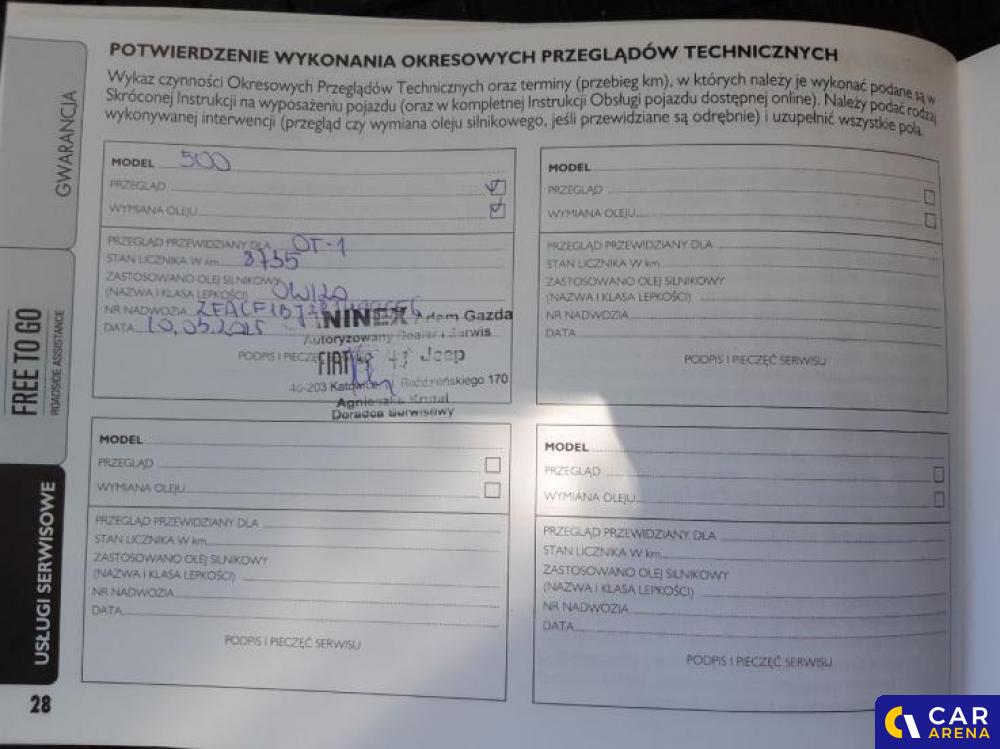 POTWIERDZENIE WYKONANIA OKRESOWYCH PRZEGLĄDÓW TECHNICZNYCH
Wykaz czynności Okresowych Przeglądów Technicznych oraz terminy (przebieg km), w których należy je wykonać podane są w
Skróconej Instrukcji na wyposażeniu pojazdu (oraz w kompletnej Instrukcji Obsługi pojazdu dostępnej online). Należy podać rodzaj
wykonywanej interwencji (przegląd czy wymiana oleju silnikowego, jeśli przewidziane są odrębnie) i uzupełnić wszystkie pola.
GWARANCJA
FREE TO GO
ROADSIDE ASSISTANCE
USŁUGI SERWISOWE
MODEL 500
PRZEGLĄD
WYMIANA OLEJU
PRZEGLĄD PRZEWIDZIANY DLA OT-1
STAN LICZNIKA W km 8735
ZASTOSOWANO OLEJ SILNIKOWY
(NAZWA I KLASA LEPKOŚCI) 0W120
NR NADWOZIA
DATA
NINEX Adam Gazda
Autoryzowany Dealer i Serwis
PODPIS I PIECZĘ
FIAT Jeep
40-203 Katowice Roździeńskiego 170
Agnieszka
Doradca Serwisowy
MODEL
PRZEGLĄD
WYMIANA OLEJU
PRZEGLĄD PRZEWIDZIANY DLA
STAN LICZNIKA W km
ZASTOSOWANO OLEJ SILNIKOWY
(NAZWA I KLASA LEPKOŚCI)
NR NADWOZIA
DATA
PODPIS I PIECZĘĆ SERWISU
MODEL
PRZEGLĄD
WYMIANA OLEJU
PRZEGLĄD PRZEWIDZIANY DLA
STAN LICZNIKA W km
ZASTOSOWANO OLEJ SILNIKOWY
(NAZWA I KLASA LEPKOŚCI)
NR NADWOZIA
DATA
PODPIS I PIECZĘĆ SERWISU
MODEL
PRZEGLĄD
WYMIANA OLEJU
PRZEGLĄD PRZEWIDZIANY DLA
STAN LICZNIKA W km
ZASTOSOWANO OLEJ SILNIKOWY
(NAZWA I KLASA LEPKOŚCI)
NR NADWOZIA
DATA
PODPIS I PIECZĘĆ SERWISU
28
CAR
ARENA